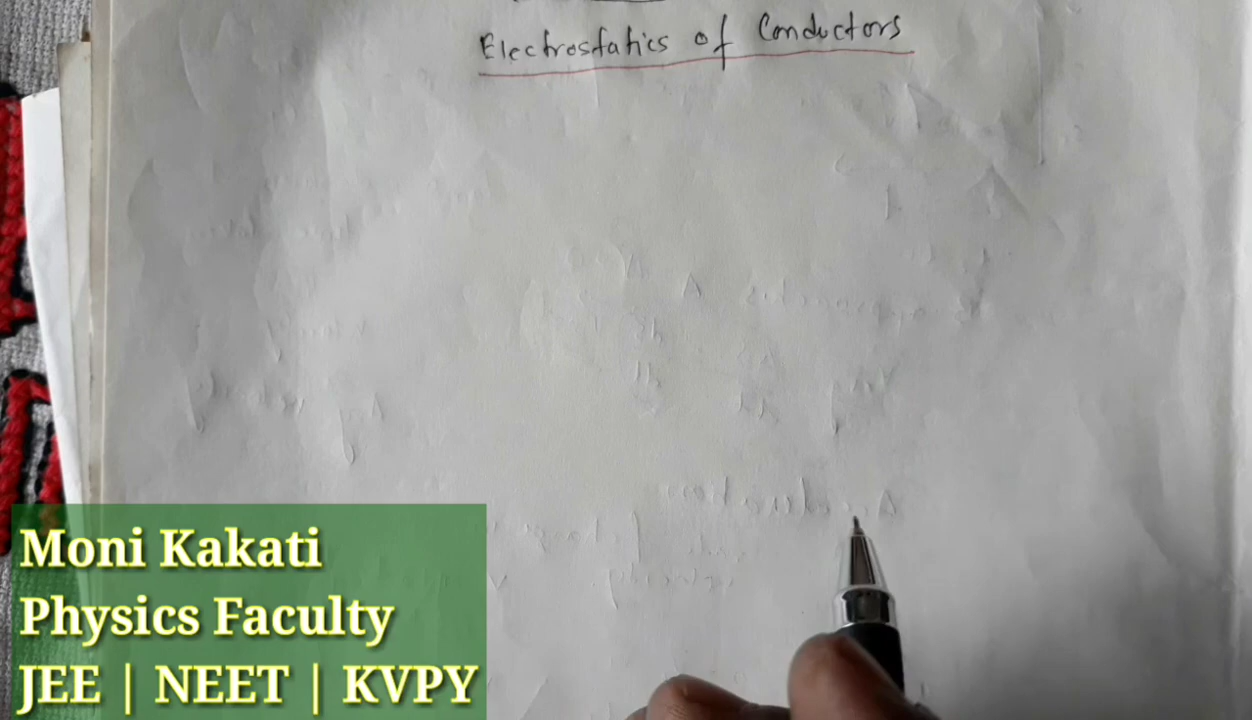 Electrostatics of Conductors
Moni Kakati
Physics Faculty
JEE | NEET | KVPY